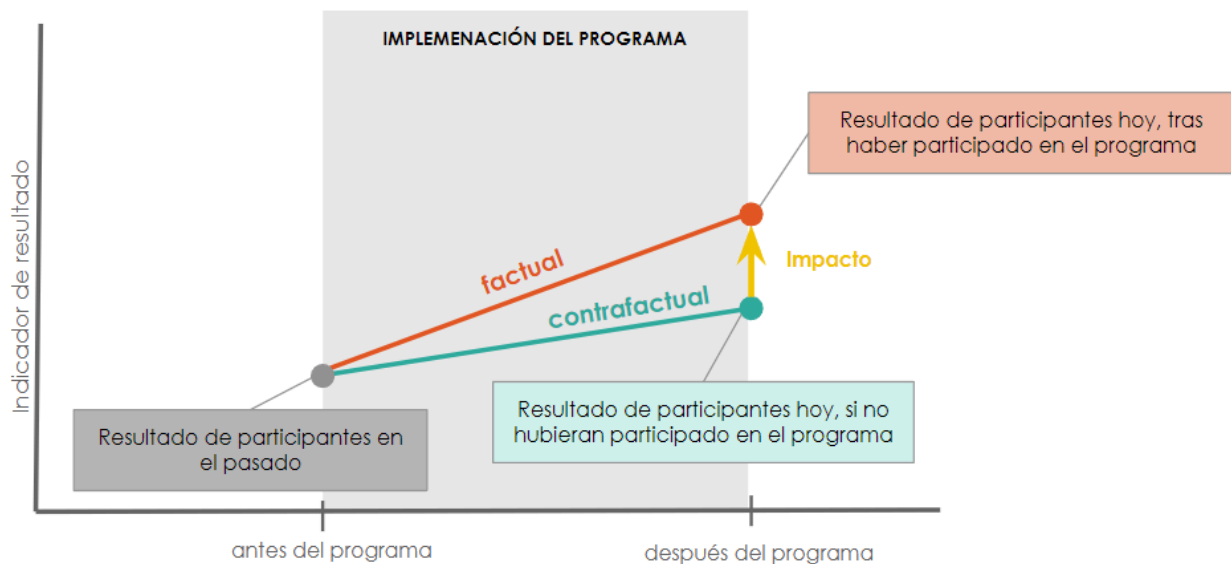 IMPLEMENACIÓN DEL PROGRAMA
Resultado de participantes hoy, tras
haber participado en el programa
Indicador de resultado
factual
Impacto
contrafactual
Resultado de participantes hoy, si no
hubieran participado en el programa
Resultado de participantes en
el pasado
antes del programa
después del programa